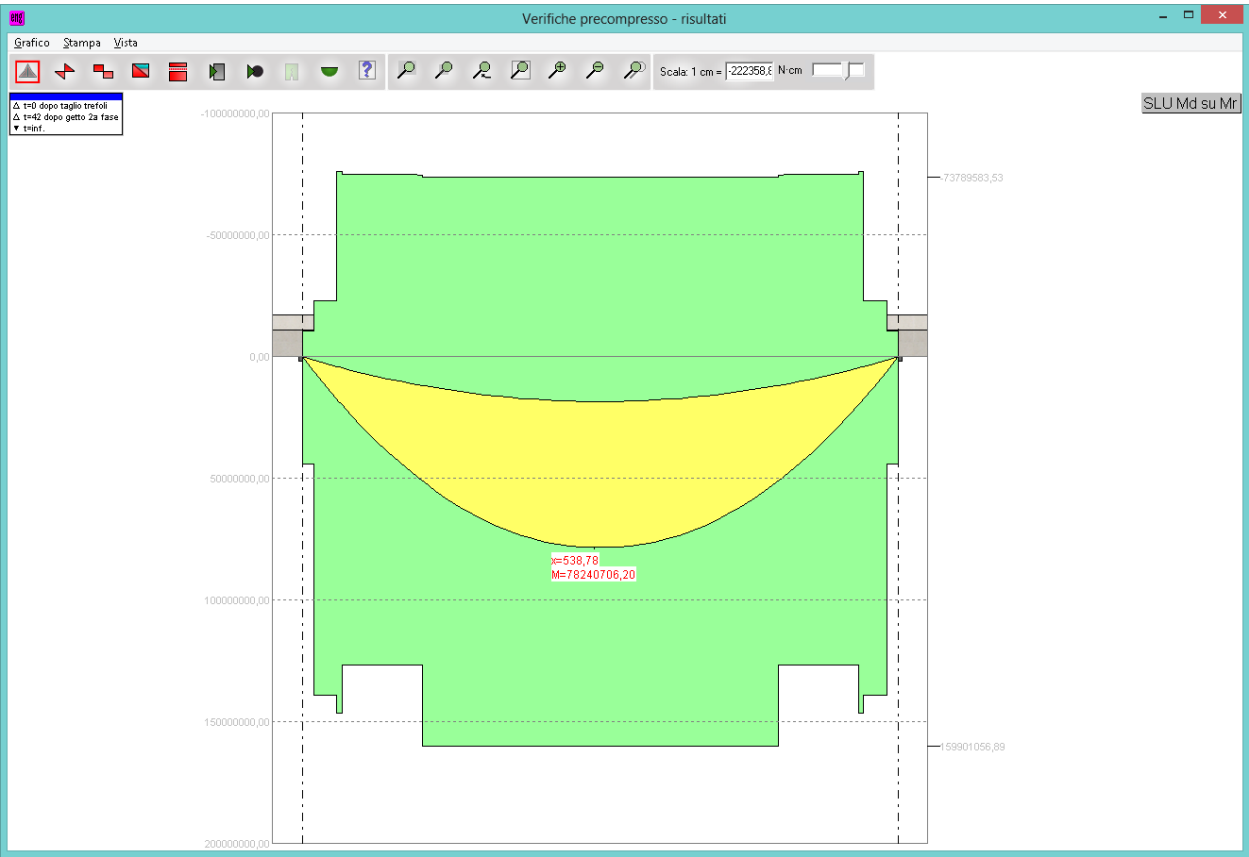 eng
Verifiche precompresso - risultati
Grafico Stampa Vista
Scala: 1 cm = -222358,8 N·cm
Δ t=0 dopo taglio trefoli
Δ t=42 dopo getto 2a fase
▼ t=inf.
SLU Md su Mr
-100000000,00
-73789583,53
-50000000,00
0,00
50000000,00
x=538,78
M=78240706,20
100000000,00
150000000,00
159901056,89
200000000,00